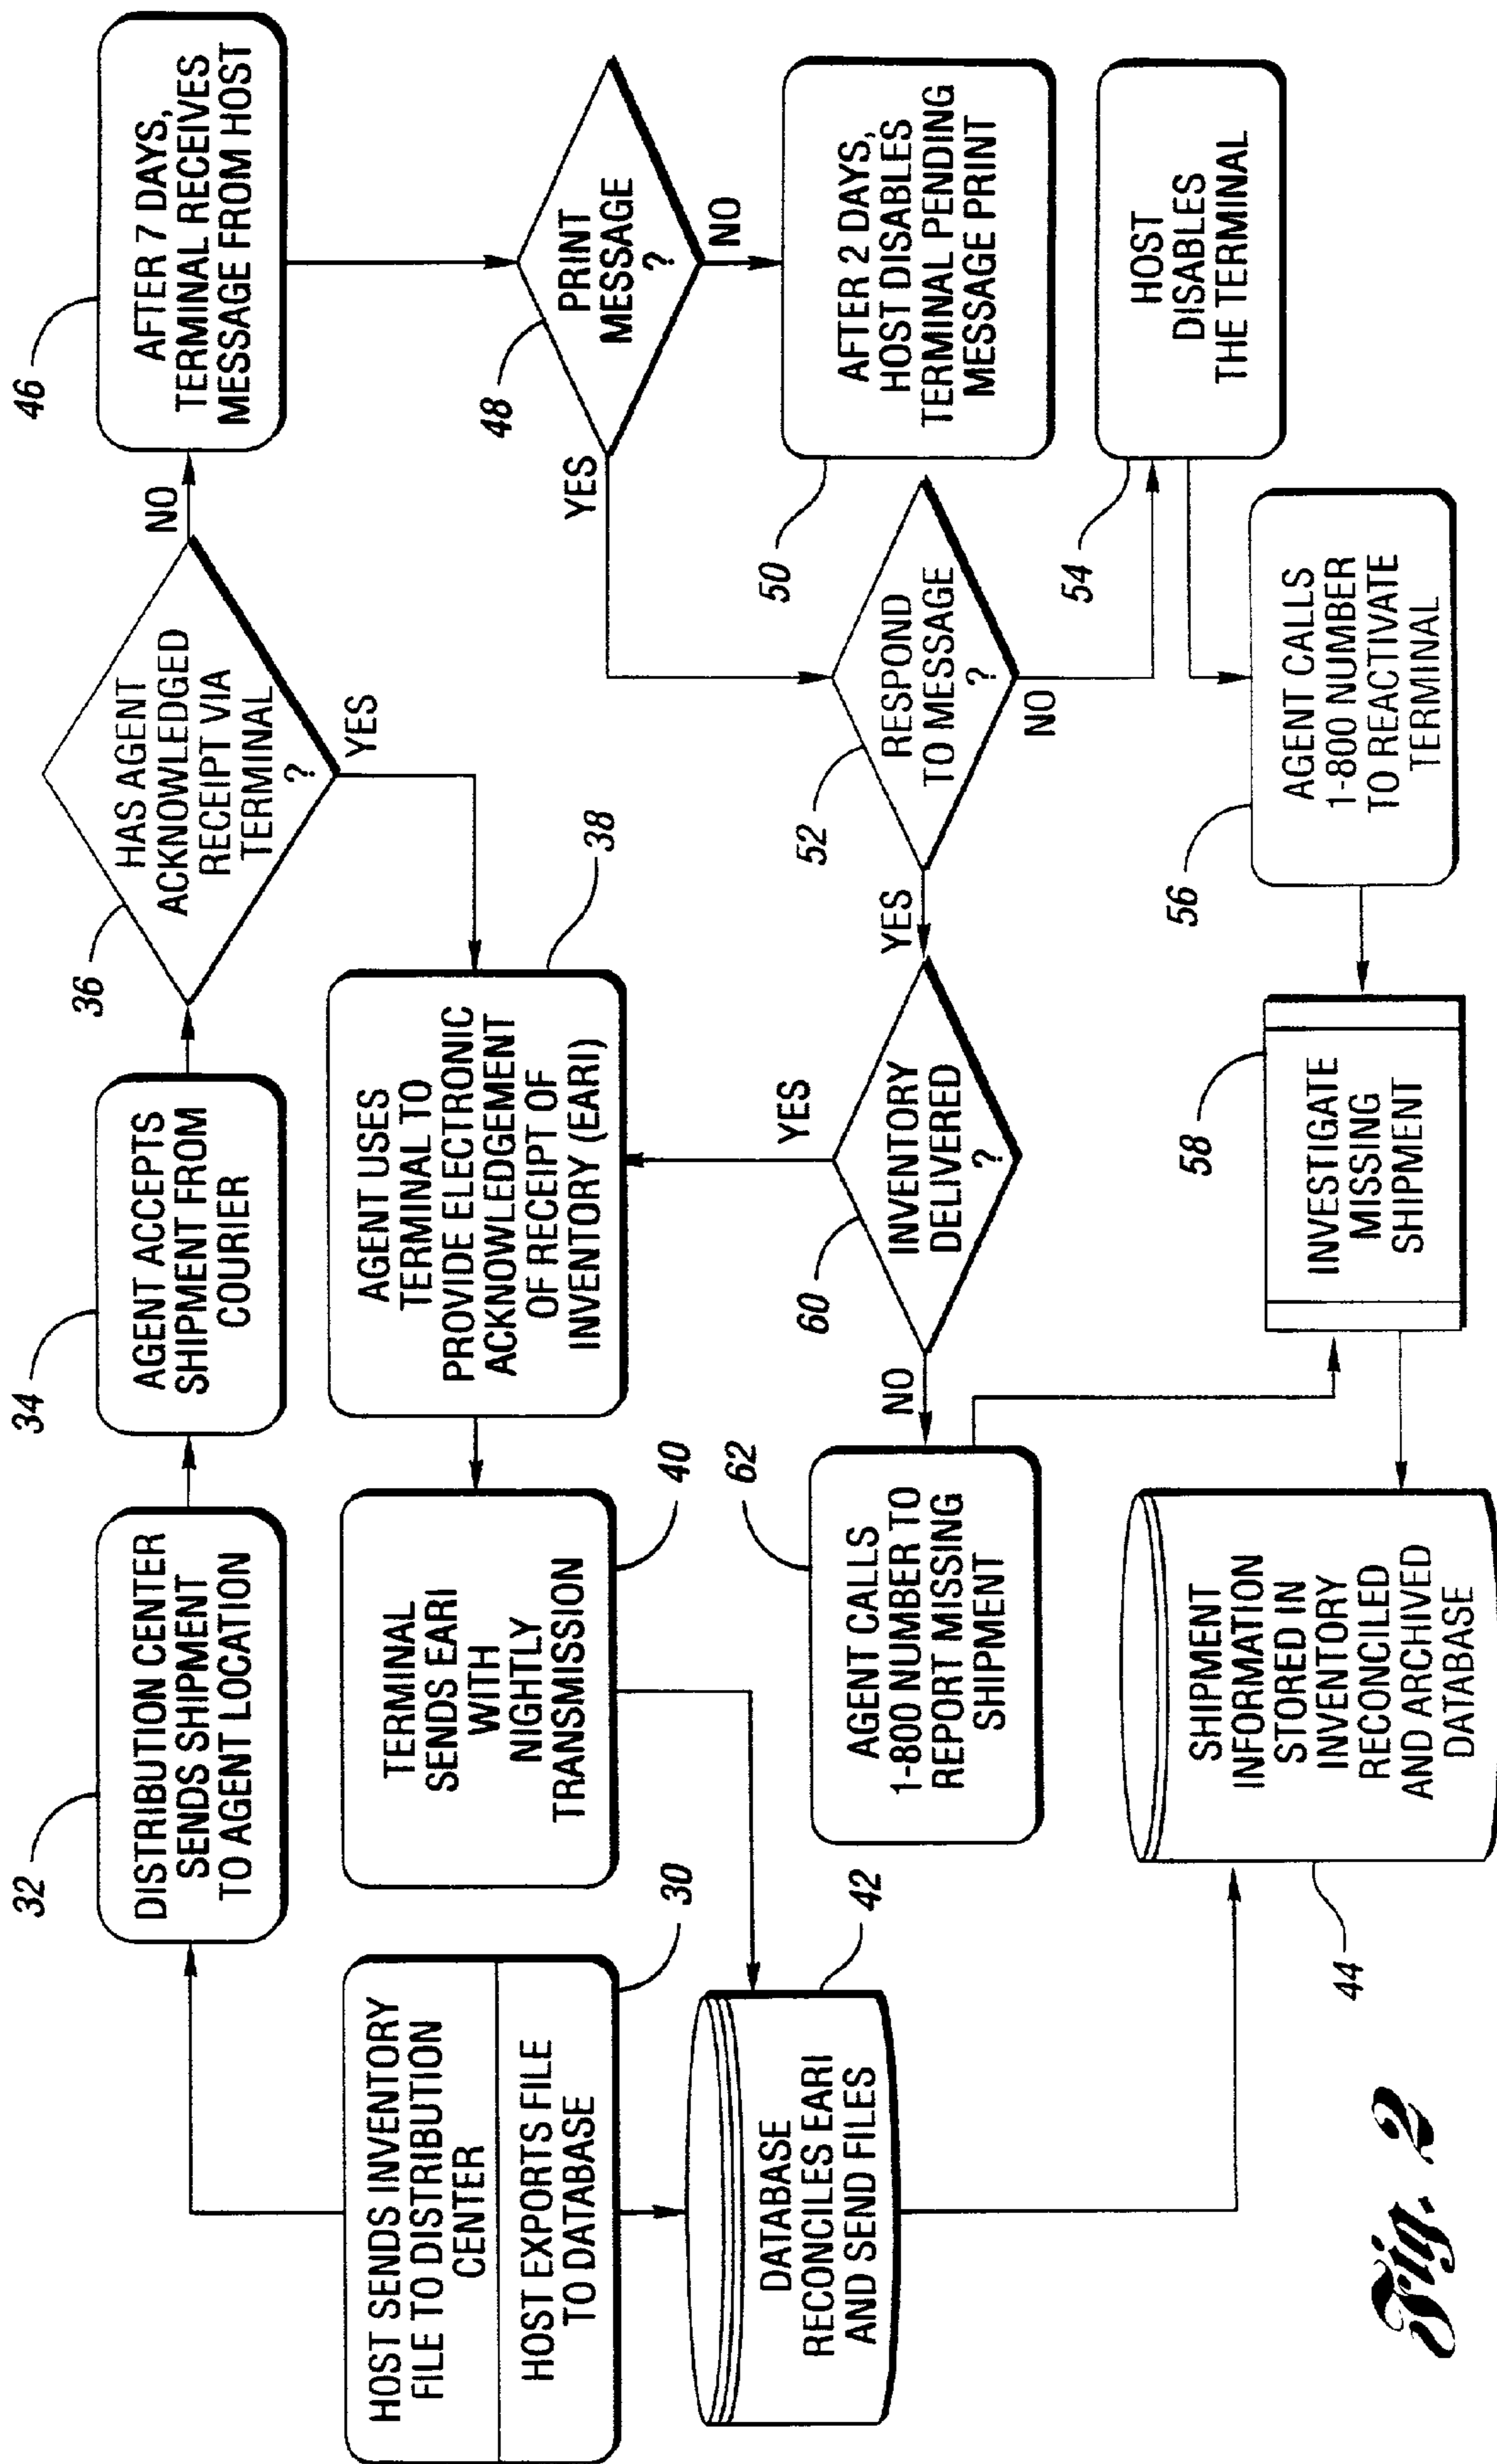 32
DISTRIBUTION CENTER
SENDS SHIPMENT
TO AGENT LOCATION
34
AGENT ACCEPTS
SHIPMENT FROM
COURIER
36
HAS AGENT
ACKNOWLEDGED
RECEIPT VIA
TERMINAL
?
NO
YES
46
AFTER 7 DAYS,
TERMINAL RECEIVES
MESSAGE FROM HOST
HOST SENDS INVENTORY
FILE TO DISTRIBUTION
CENTER
HOST EXPORTS FILE
TO DATABASE
30
TERMINAL
SENDS EARI
WITH
NIGHTLY
TRANSMISSION
40
AGENT USES
TERMINAL TO
PROVIDE ELECTRONIC
ACKNOWLEDGEMENT
OF RECEIPT OF
INVENTORY (EARI)
38
48
PRINT
MESSAGE
?
YES
NO
DATABASE
RECONCILES EARI
AND SEND FILES
42
62
AGENT CALLS
1-800 NUMBER TO
REPORT MISSING
SHIPMENT
NO
60
INVENTORY
DELIVERED
?
YES
YES
52
RESPOND
TO MESSAGE
?
NO
50
AFTER 2 DAYS,
HOST DISABLES
TERMINAL PENDING
MESSAGE PRINT
54
HOST
DISABLES
THE TERMINAL
SHIPMENT
INFORMATION
STORED IN
INVENTORY
RECONCILED
AND ARCHIVED
DATABASE
44
58
INVESTIGATE
MISSING
SHIPMENT
56
AGENT CALLS
1-800 NUMBER
TO REACTIVATE
TERMINAL
Fig. 2